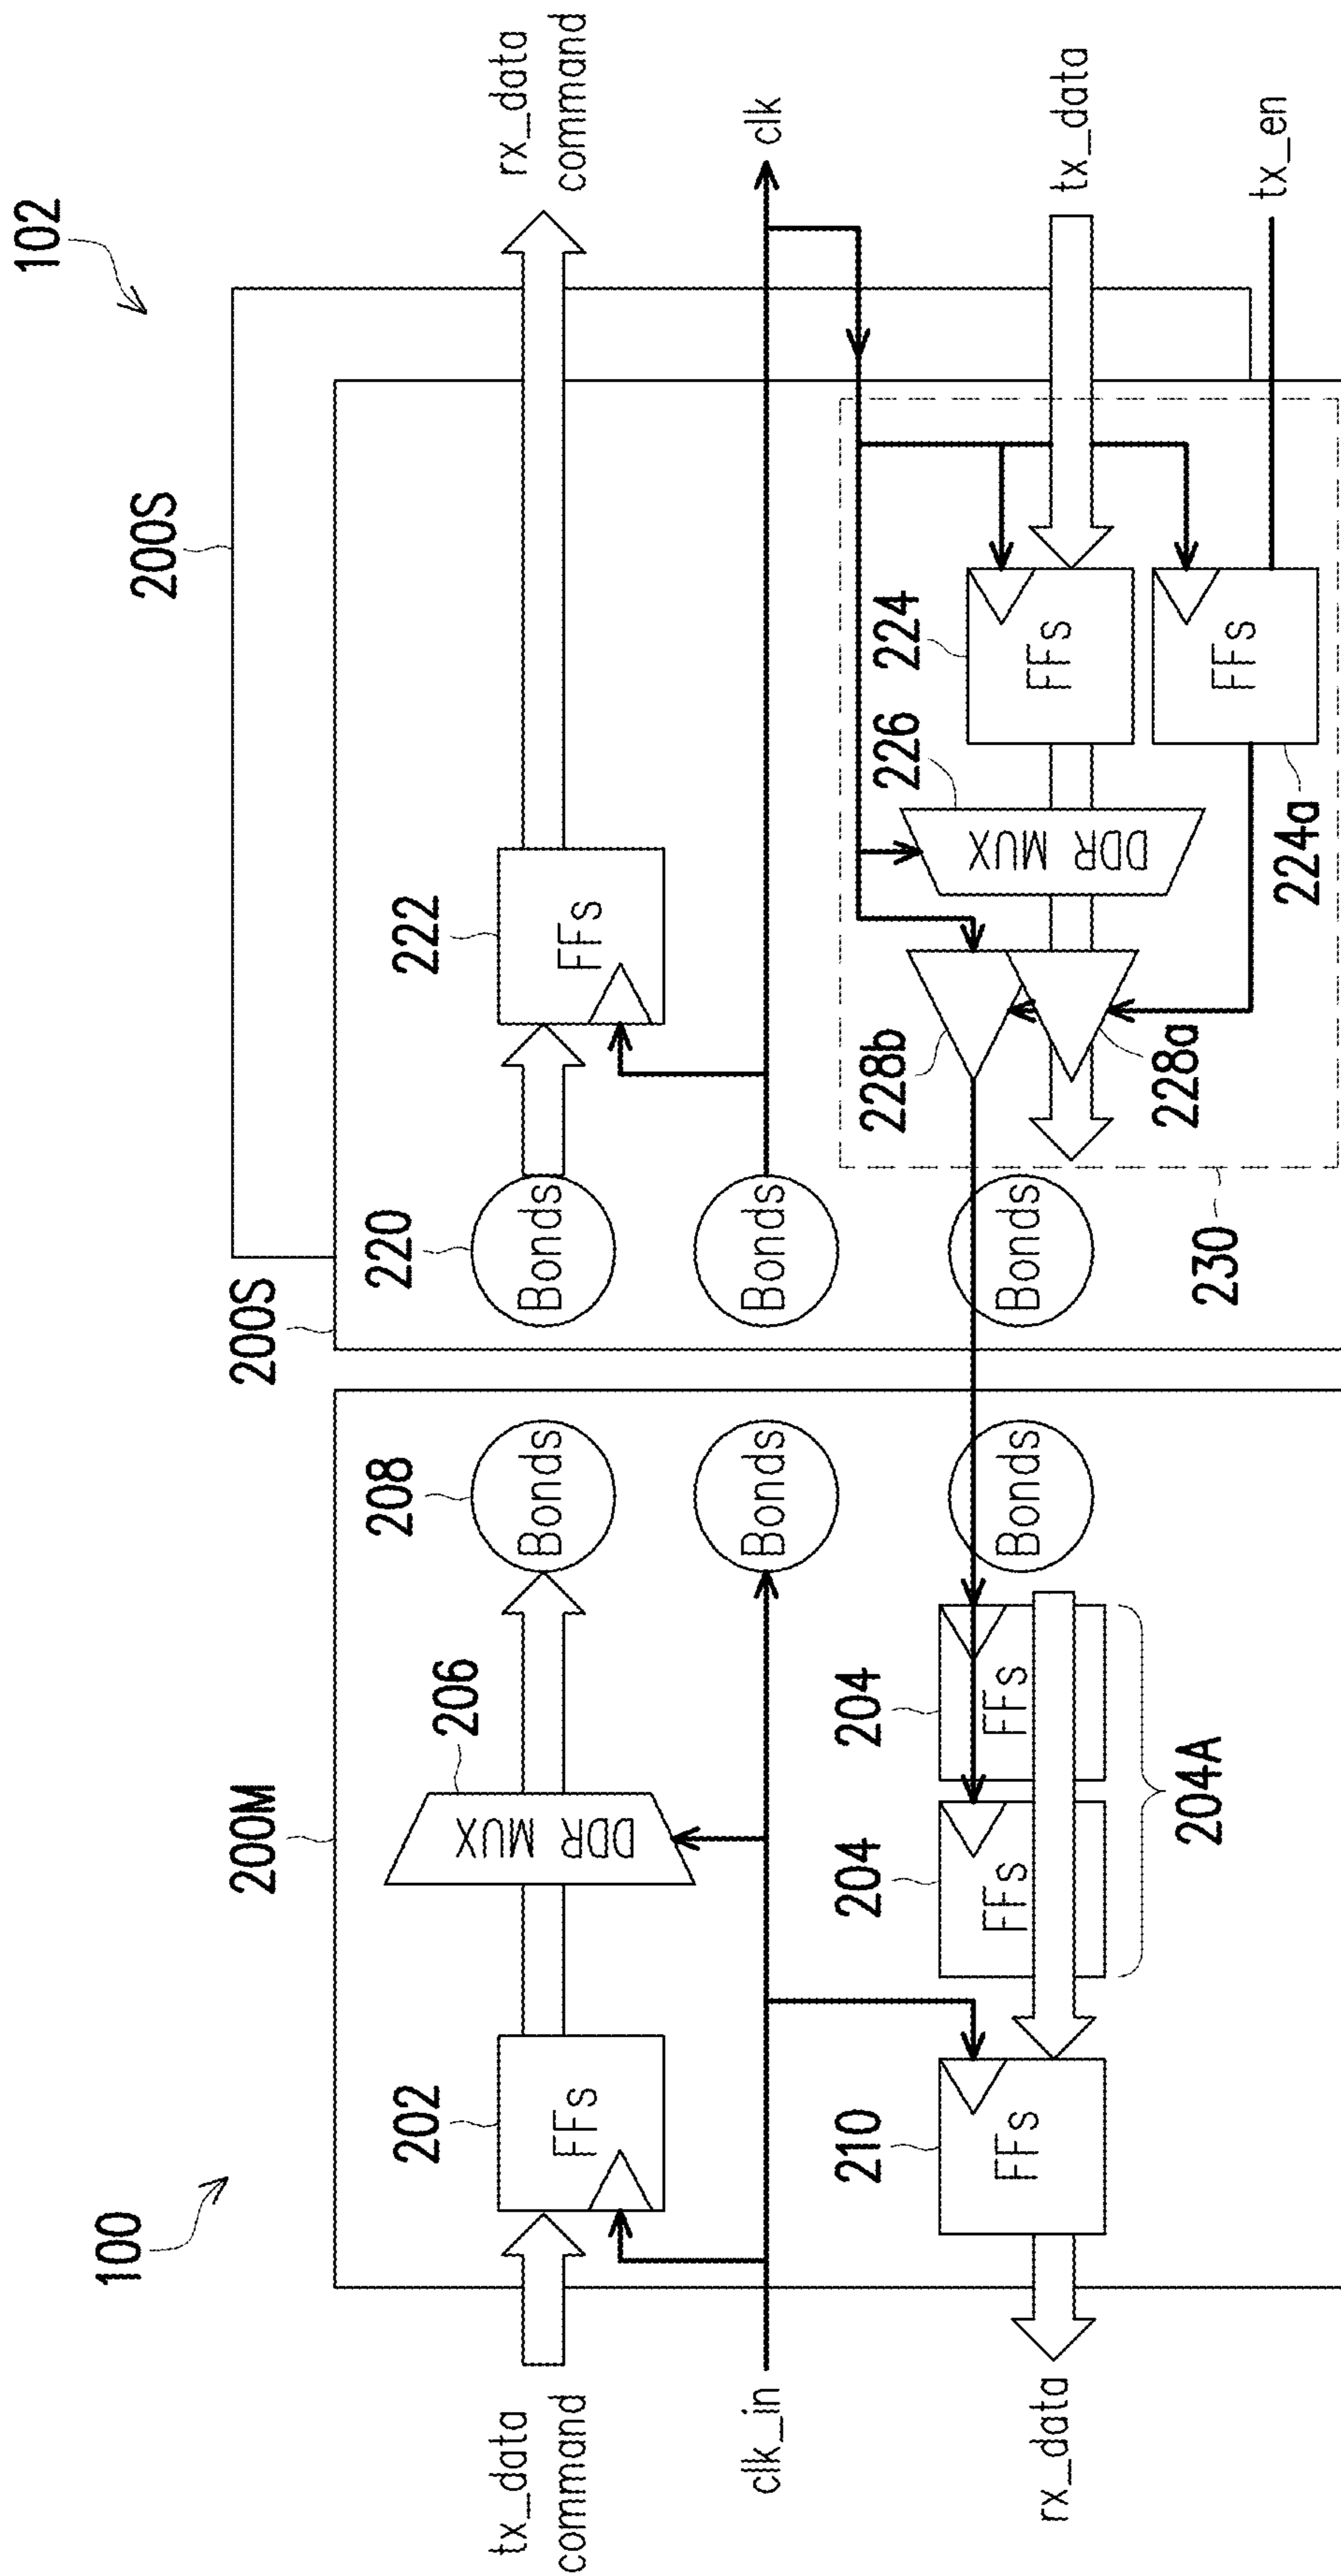 100
102
200M
200S
200S
tx_data
command
202
FFs
206
DDR MUX
208
Bonds
220
Bonds
222
FFs
rx_data
command
clk_in
Bonds
Bonds
clk
rx_data
210
FFs
204
FFs
204
FFs
204A
Bonds
Bonds
228b
228a
226
DDR MUX
224
FFs
tx_data
FFs
224a
tx_en
230